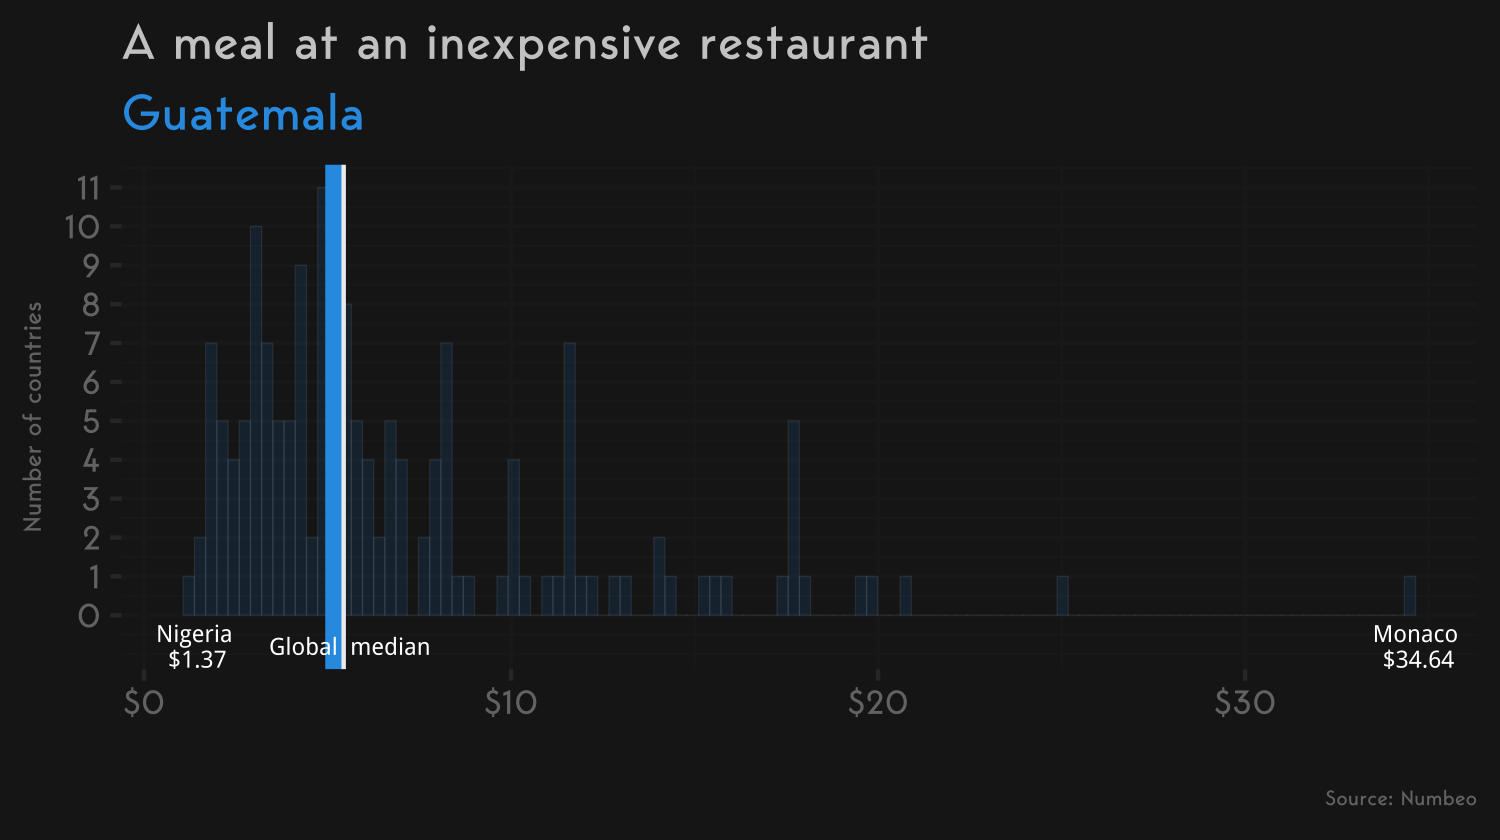 A meal at an inexpensive restaurant
Guatemala
Number of countries
11
10
9
8
7
6
5
4
3
2
1
0
Nigeria
$1.37
Global median
Monaco
$34.64
$0 $10 $20 $30
Source: Numbeo